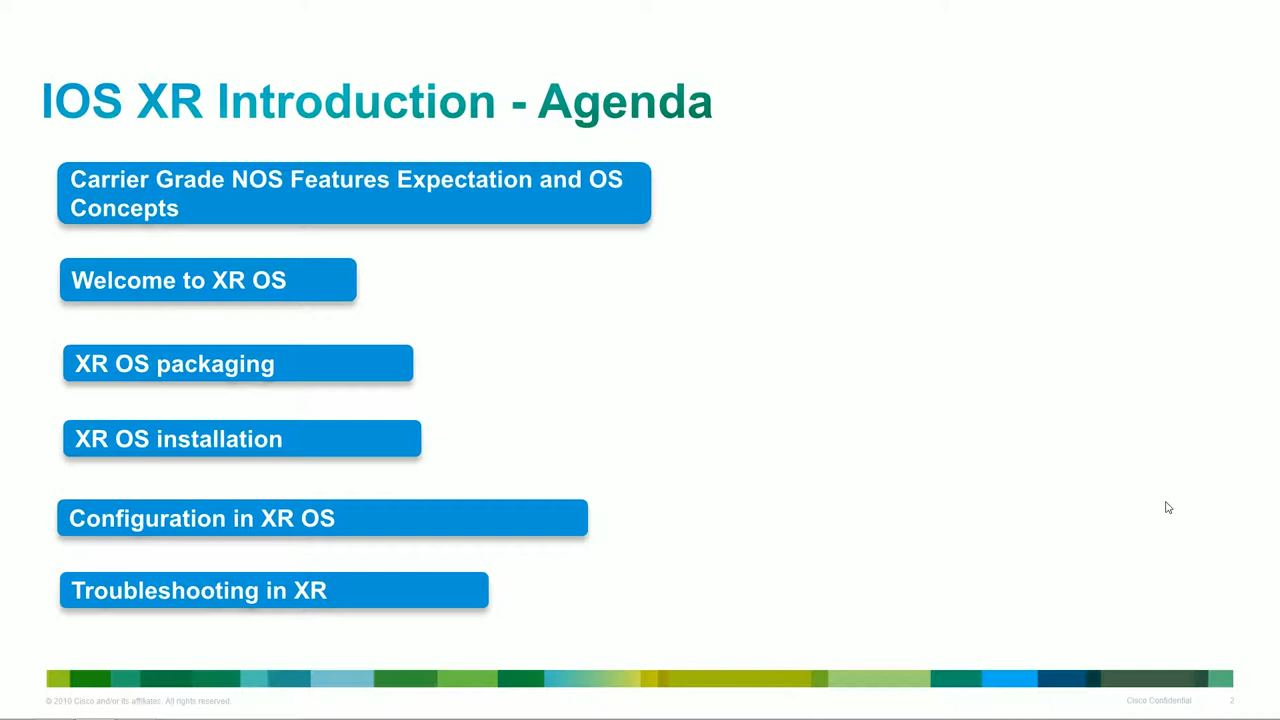 IOS XR Introduction - Agenda
Carrier Grade NOS Features Expectation and OS
Concepts
Welcome to XR OS
XR OS packaging
XR OS installation
Configuration in XR OS
Troubleshooting in XR
© 2010 Cisco and/or its affiliates. All rights reserved.
Cisco Confidential
2